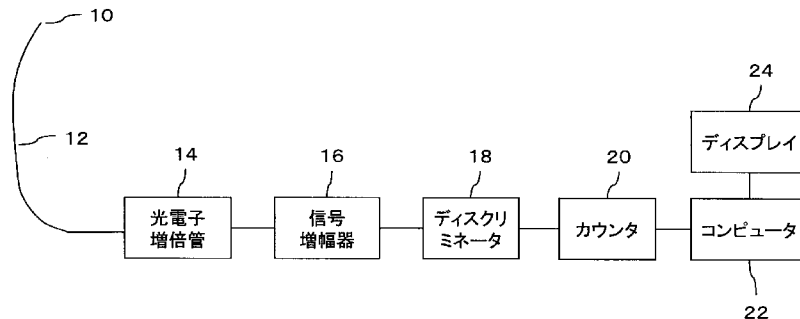 10
12
14
16
18
20
24
光電子
増倍管
信号
増幅器
ディスクリ
ミネータ
カウンタ
コンピュータ
ディスプレイ
22